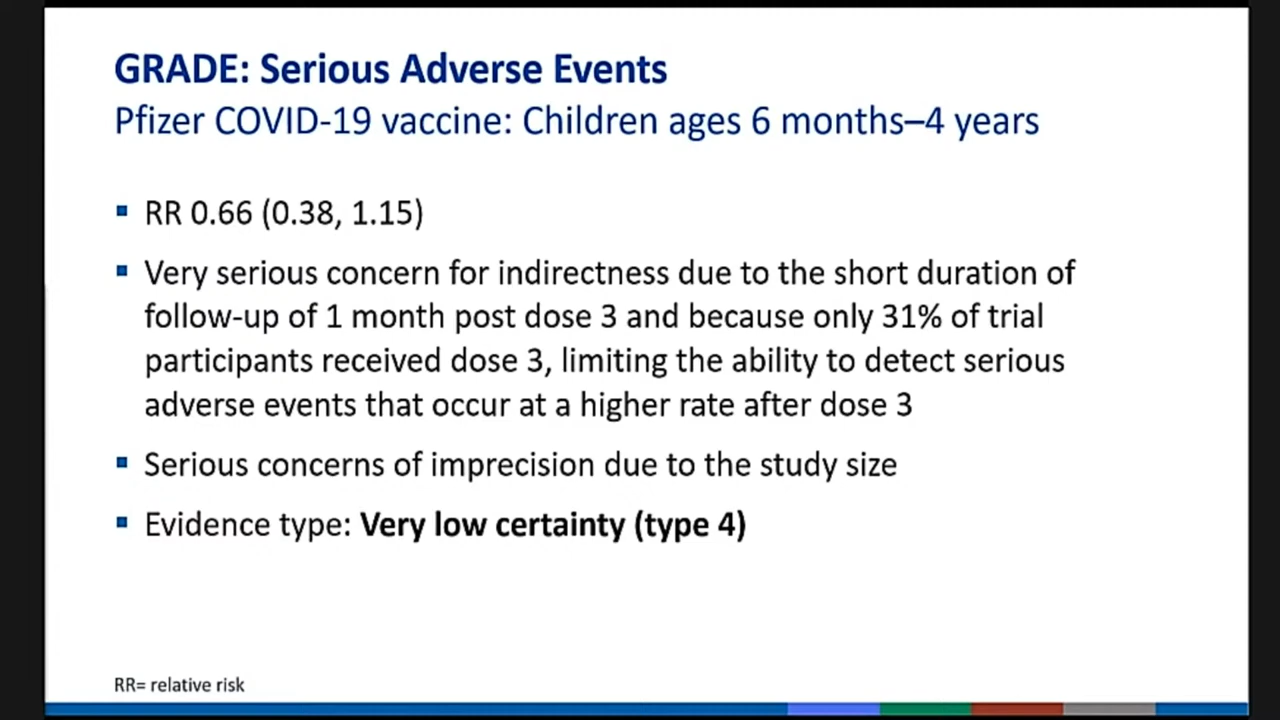 GRADE: Serious Adverse Events
Pfizer COVID-19 vaccine: Children ages 6 months–4 years
▪ RR 0.66 (0.38, 1.15)
▪ Very serious concern for indirectness due to the short duration of
follow-up of 1 month post dose 3 and because only 31% of trial
participants received dose 3, limiting the ability to detect serious
adverse events that occur at a higher rate after dose 3
▪ Serious concerns of imprecision due to the study size
▪ Evidence type: Very low certainty (type 4)
RR= relative risk